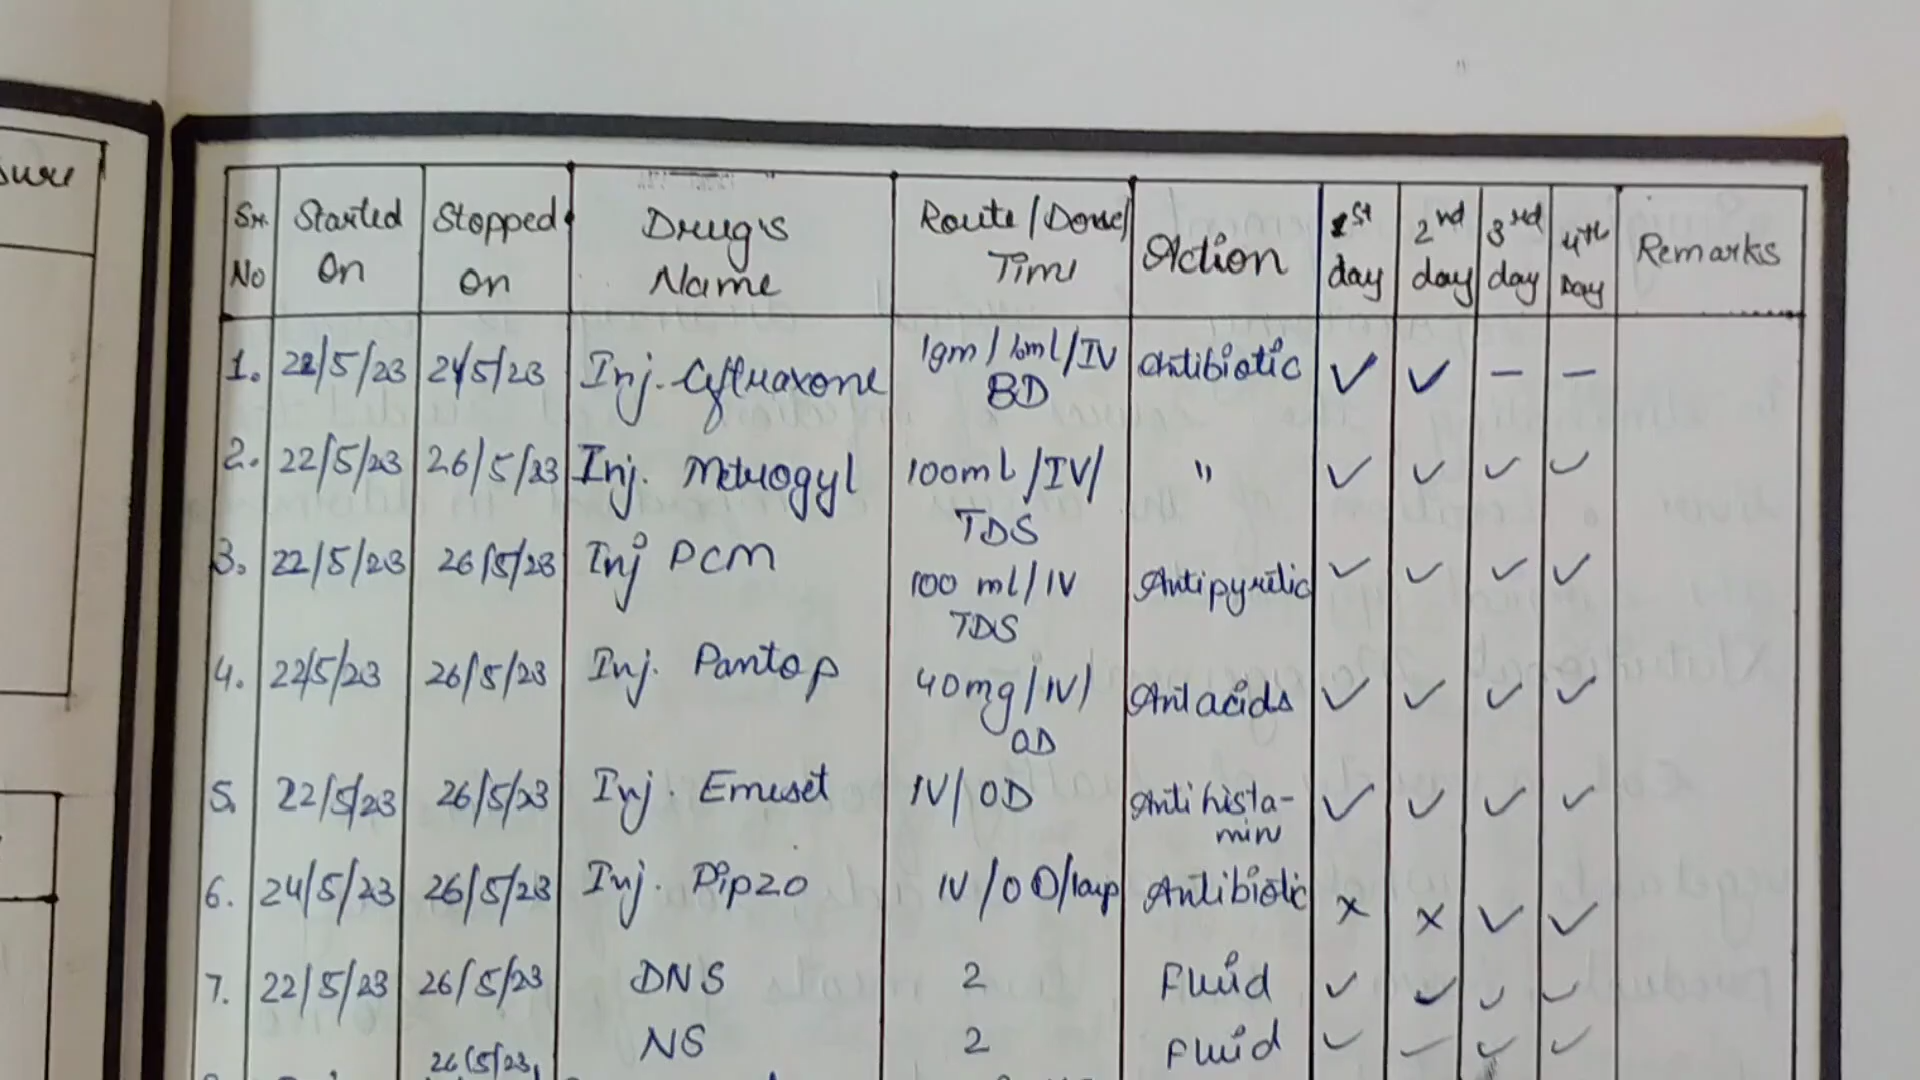 sure
Sr. No Started On Stopped On Drug's Name Route/Dose/ Time Action 1st day 2nd day 3rd day 4th Day Remarks
1. 22/5/23 24/5/23 Inj. Ceftriaxone 1gm/ /IV BD Antibiotic ✓ ✓ – –
2. 22/5/23 26/5/23 Inj. Metrogyl 100ml/IV/ TDS " ✓ ✓ ✓ ✓
3. 22/5/23 26/5/23 Inj PCM 100 ml/IV TDS Antipyretic ✓ ✓ ✓ ✓
4. 22/5/23 26/5/23 Inj. Pantop 40mg/IV/ OD Antacids ✓ ✓ ✓ ✓
5. 22/5/23 26/5/23 Inj. Emeset IV/OD Antihista- min ✓ ✓ ✓ ✓
6. 24/5/23 26/5/23 Inj. Pipzo IV/OD/ Antibiotic × × ✓ ✓
7. 22/5/23 26/5/23 DNS 2 Fluid ✓ ✓ ✓ ✓
NS 2 Fluid ✓ ✓ ✓ ✓
26/5/23